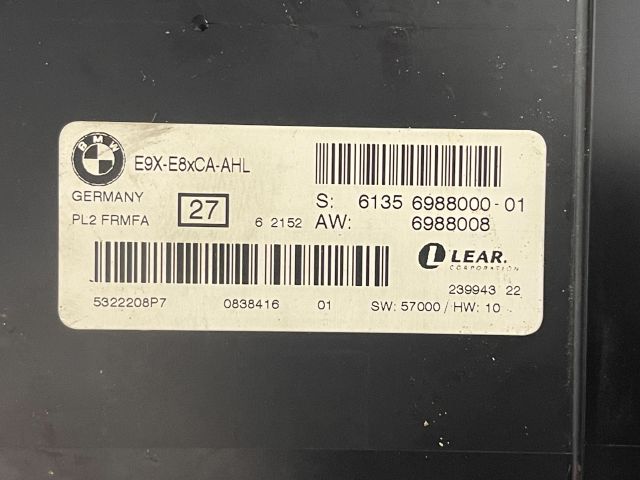 BMW
E9X-E8xCA-AHL
GERMANY
PL2 FRMFA
27
6 2152
S: 6135 6988000-01
AW: 6988008
LEAR.
CORPORATION
239943 22
5322208P7 0838416 01 SW: 57000 / HW: 10